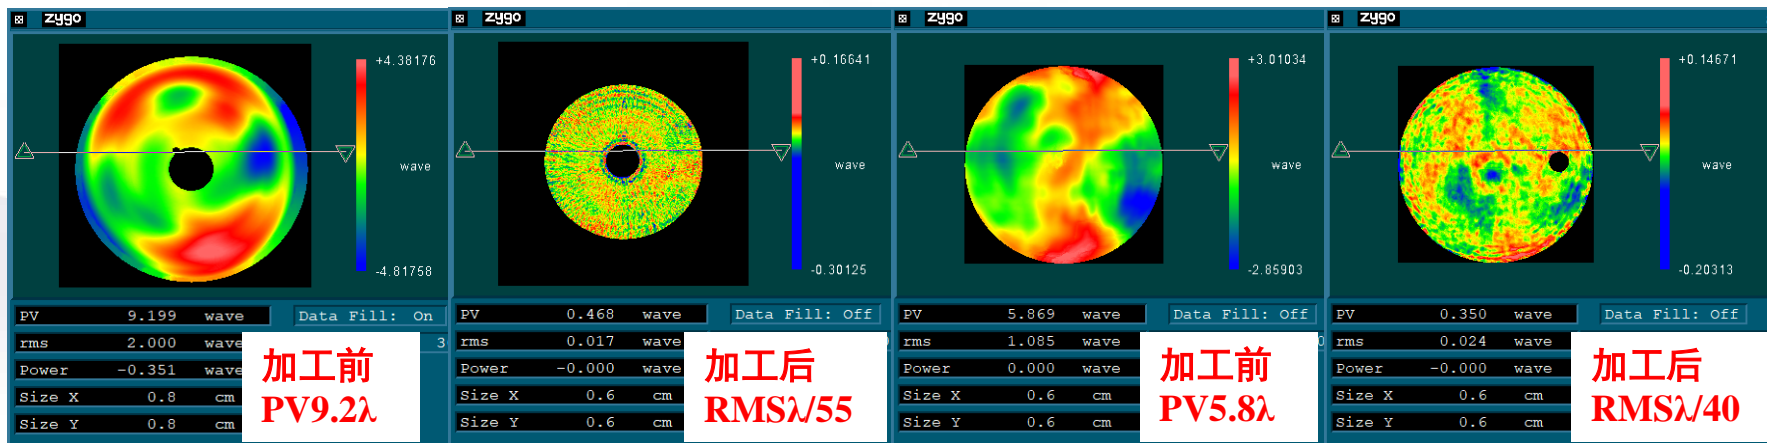 zygo
+4.38176
wave
-4.81758
PV 9.199 wave
Data Fill: On
rms 2.000 wave
3
Power -0.351 wave
Size X 0.8 cm
Size Y 0.8 cm
加工前
PV9.2λ
zygo
+0.16641
wave
-0.30125
PV 0.468 wave
Data Fill: Off
rms 0.017 wave
Power -0.000 wave
Size X 0.6 cm
Size Y 0.6 cm
加工后
RMSλ/55
zygo
+3.01034
wave
-2.85903
PV 5.869 wave
Data Fill: Off
rms 1.085 wave
Power 0.000 wave
Size X 0.6 cm
Size Y 0.6 cm
加工前
PV5.8λ
zygo
+0.14671
wave
-0.20313
PV 0.350 wave
Data Fill: Off
rms 0.024 wave
Power -0.000 wave
Size X 0.6 cm
Size Y 0.6 cm
加工后
RMSλ/40